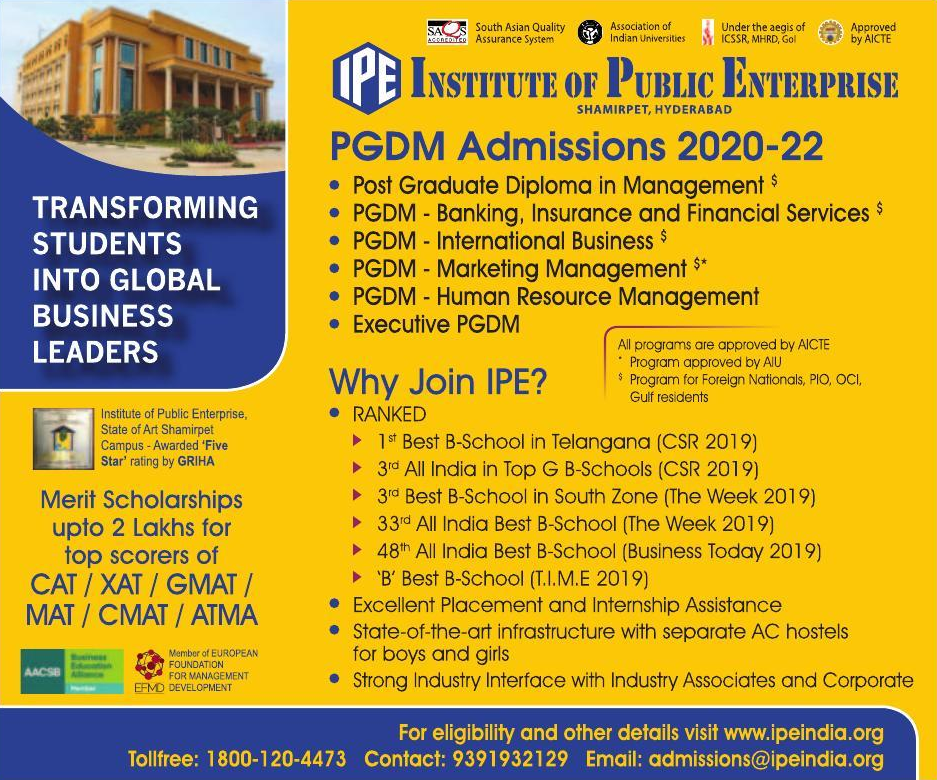 SAQS
ACCREDITED
South Asian Quality
Assurance System
Association of
Indian Universities
Under the aegis of
ICSSR, MHRD, GoI
Approved
by AICTE
IPE INSTITUTE OF PUBLIC ENTERPRISE
SHAMIRPET, HYDERABAD
PGDM Admissions 2020-22
• Post Graduate Diploma in Management $
• PGDM - Banking, Insurance and Financial Services $
• PGDM - International Business $
• PGDM - Marketing Management $*
• PGDM - Human Resource Management
• Executive PGDM
All programs are approved by AICTE
* Program approved by AIU
$ Program for Foreign Nationals, PIO, OCI,
Gulf residents
TRANSFORMING
STUDENTS
INTO GLOBAL
BUSINESS
LEADERS
Institute of Public Enterprise,
State of Art Shamirpet
Campus - Awarded ‘Five
Star’ rating by GRIHA
Merit Scholarships
upto 2 Lakhs for
top scorers of
CAT / XAT / GMAT /
MAT / CMAT / ATMA
AACSB
Business
Education
Alliance
Member
EFMD
Member of EUROPEAN
FOUNDATION
FOR MANAGEMENT
DEVELOPMENT
Why Join IPE?
• RANKED
1st Best B-School in Telangana (CSR 2019)
3rd All India in Top G B-Schools (CSR 2019)
3rd Best B-School in South Zone (The Week 2019)
33rd All India Best B-School (The Week 2019)
48th All India Best B-School (Business Today 2019)
‘B’ Best B-School (T.I.M.E 2019)
• Excellent Placement and Internship Assistance
• State-of-the-art infrastructure with separate AC hostels
for boys and girls
• Strong Industry Interface with Industry Associates and Corporate
For eligibility and other details visit www.ipeindia.org
Tollfree: 1800-120-4473 Contact: 9391932129 Email: admissions@ipeindia.org